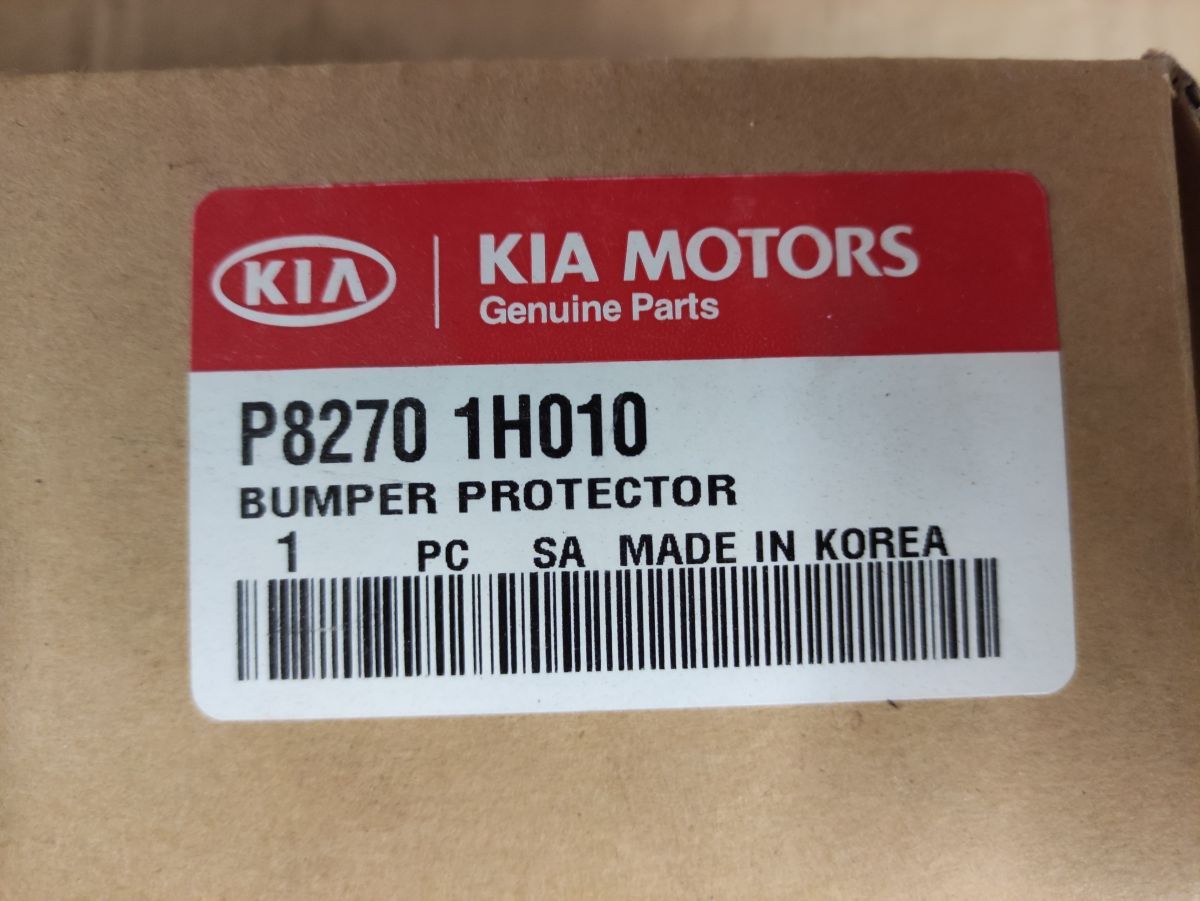 KIA
KIA MOTORS
Genuine Parts
P8270 1H010
BUMPER PROTECTOR
1 PC SA MADE IN KOREA